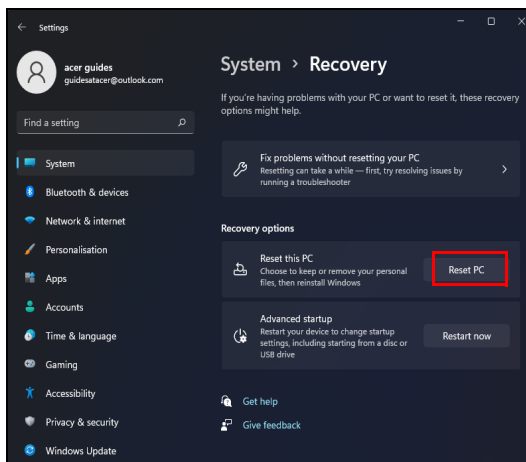 Settings
acer guides
guidesatacer@outlook.com
Find a setting
System
Bluetooth & devices
Network & internet
Personalisation
Apps
Accounts
Time & language
Gaming
Accessibility
Privacy & security
Windows Update
System > Recovery
If you're having problems with your PC or want to reset it, these recovery
options might help.
Fix problems without resetting your PC
Resetting can take a while — first, try resolving issues by
running a troubleshooter
Recovery options
Reset this PC
Choose to keep or remove your personal
files, then reinstall Windows
Reset PC
Advanced startup
Restart your device to change startup
settings, including starting from a disc or
USB drive
Restart now
Get help
Give feedback